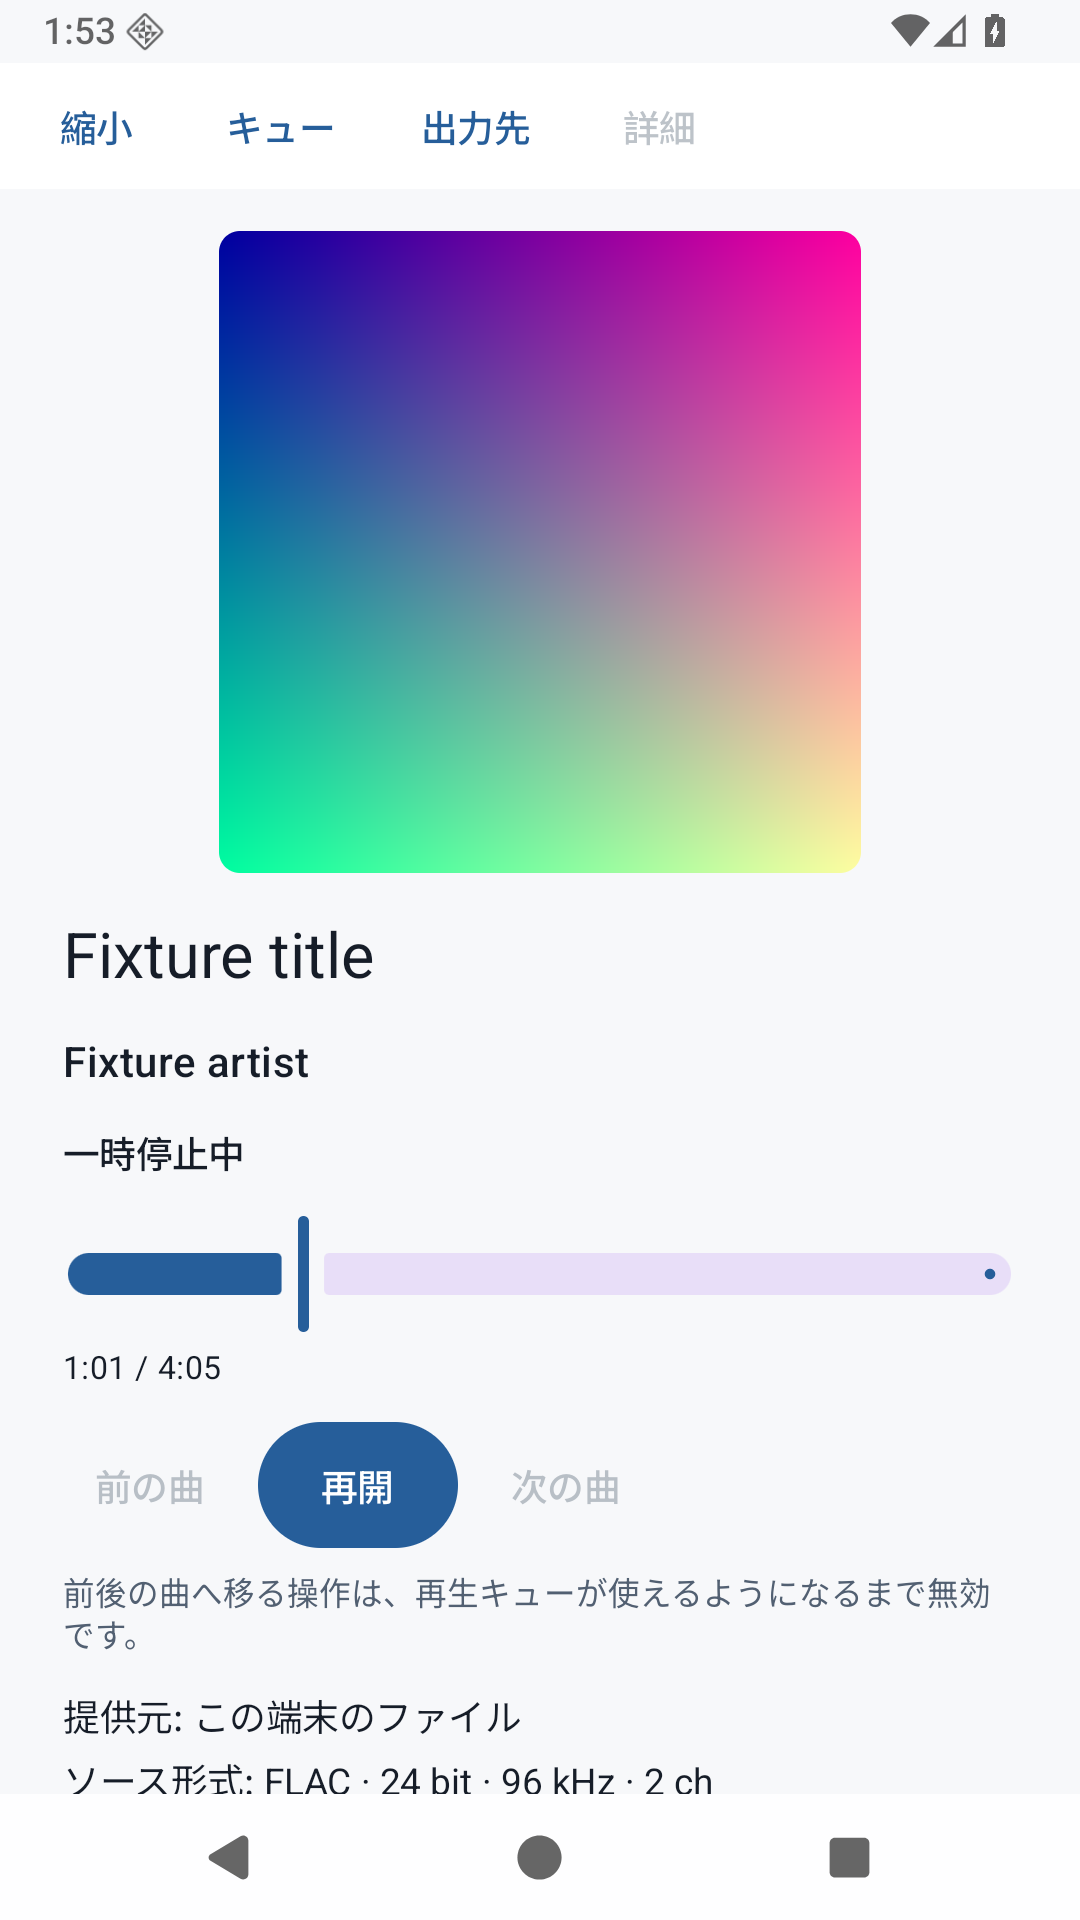 1:53
縮小 キュー 出力先 詳細
Fixture title
Fixture artist
一時停止中
1:01 / 4:05
前の曲 再開 次の曲
前後の曲へ移る操作は、再生キューが使えるようになるまで無効
です。
提供元: この端末のファイル
ソース形式: FLAC · 24 bit · 96 kHz · 2 ch